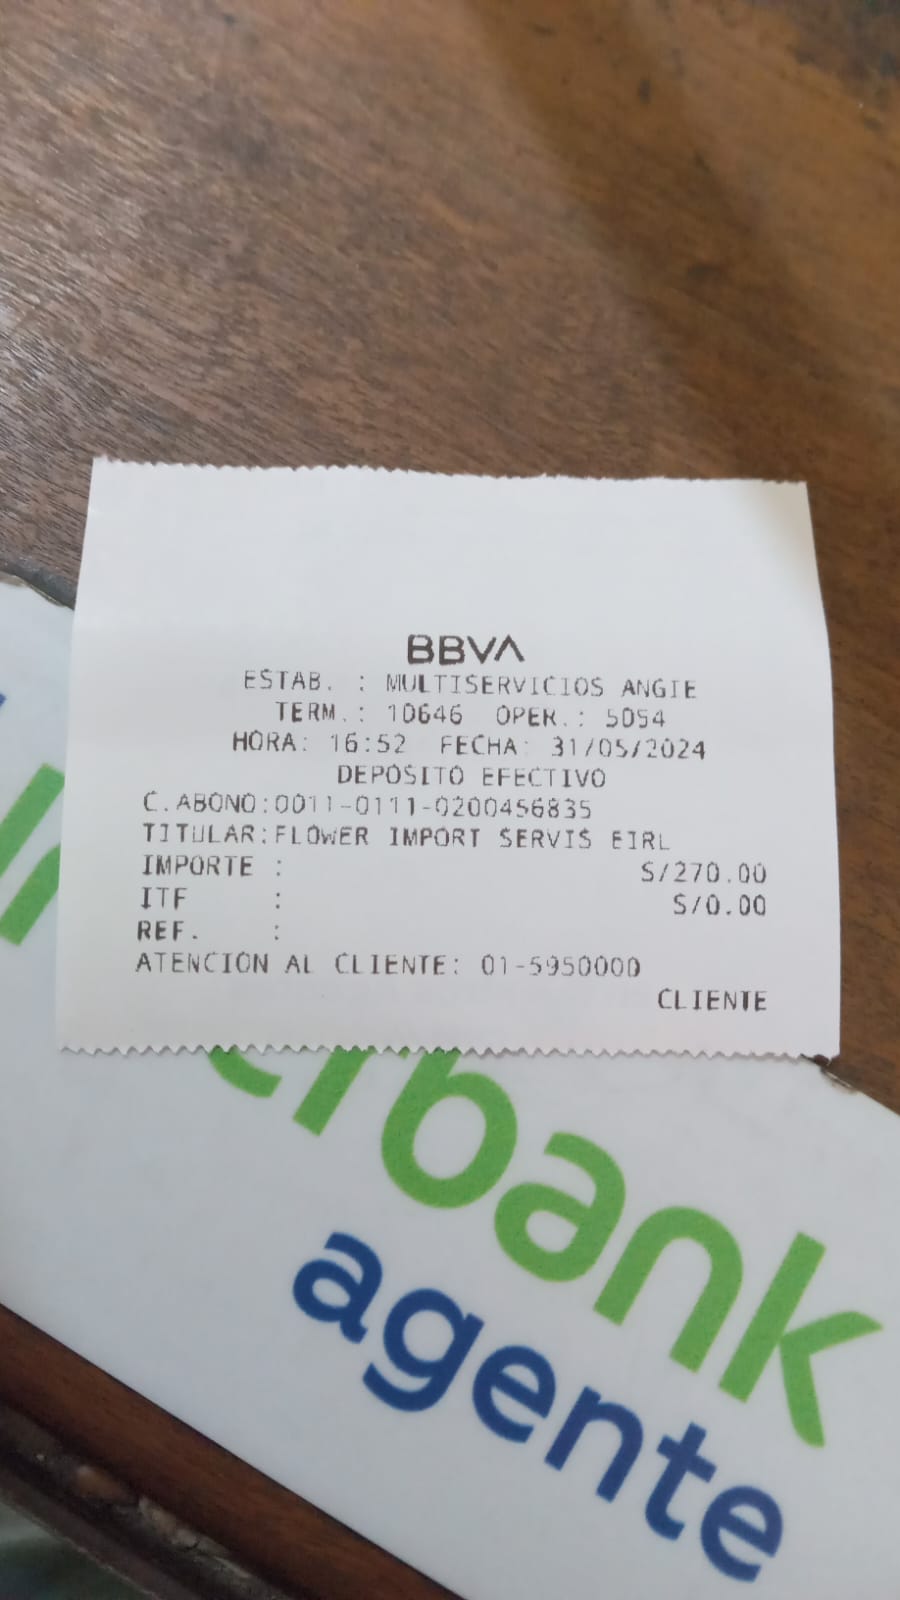 BBVA
ESTAB. : MULTISERVICIOS ANGIE
TERM.: 10646 OPER.: 5054
HORA: 16:52 FECHA: 31/05/2024
DEPOSITO EFECTIVO
C.ABONO:0011-0111-0200456835
TITULAR:FLOWER IMPORT SERVIS EIRL
IMPORTE : S/270.00
ITF : S/0.00
REF. :
ATENCION AL CLIENTE: 01-5950000
CLIENTE
erbank
agente